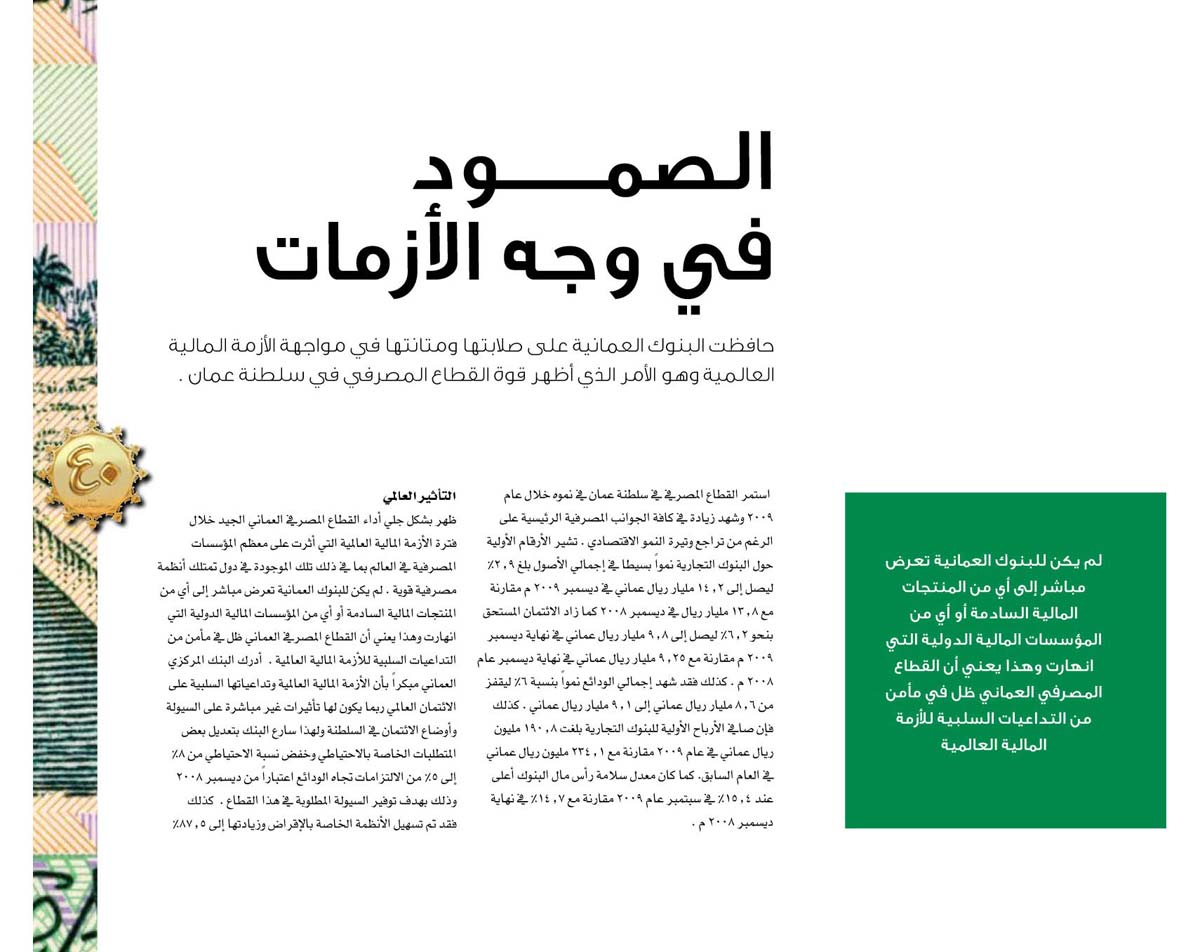 الصمــــود
في وجه الأزمات
حافظت البنوك العمانية على صلابتها ومتانتها في مواجهة الأزمة المالية
العالمية وهو الأمر الذي أظهر قوة القطاع المصرفي في سلطنة عمان .
لم يكن للبنوك العمانية تعرض
مباشر إلى أي من المنتجات
المالية السادمة أو أي من
المؤسسات المالية الدولية التي
انهارت وهذا يعني أن القطاع
المصرفي العماني ظل في مأمن
من التداعيات السلبية للأزمة
المالية العالمية
استمر القطاع المصرفي في سلطنة عمان في نموه خلال عام
٢٠٠٩ وشهد زيادة في كافة الجوانب المصرفية الرئيسية على
الرغم من تراجع وتيرة النمو الاقتصادي . تشير الأرقام الأولية
حول البنوك التجارية نمواً بسيطا في إجمالي الأصول بلغ ٢,٩٪
ليصل إلى ١٤,٢ مليار ريال عماني في ديسمبر ٢٠٠٩ م مقارنة
مع ١٣,٨ مليار ريال في ديسمبر ٢٠٠٨ كما زاد الائتمان المستحق
بنحو ٦,٢٪ ليصل إلى ٩,٨ مليار ريال عماني في نهاية ديسمبر
٢٠٠٩ م مقارنة مع ٩,٢٥ مليار ريال عماني في نهاية ديسمبر عام
٢٠٠٨ م . كذلك فقد شهد إجمالي الودائع نمواً بنسبة ٦٪ ليقفز
من ٨,٦ مليار ريال عماني إلى ٩,١ مليار ريال عماني . كذلك
فإن صافي الأرباح الأولية للبنوك التجارية بلغت ١٩٠,٨ مليون
ريال عماني في عام ٢٠٠٩ مقارنة مع ٢٣٤,١ مليون ريال عماني
في العام السابق. كما كان معدل سلامة رأس مال البنوك أعلى
عند ١٥,٤٪ في سبتمبر عام ٢٠٠٩ مقارنة مع ١٤,٧٪ في نهاية
ديسمبر ٢٠٠٨ م .
التأثير العالمي
ظهر بشكل جلي أداء القطاع المصرفي العماني الجيد خلال
فترة الأزمة المالية العالمية التي أثرت على معظم المؤسسات
المصرفية في العالم بما في ذلك تلك الموجودة في دول تمتلك أنظمة
مصرفية قوية . لم يكن للبنوك العمانية تعرض مباشر إلى أي من
المنتجات المالية السادمة أو أي من المؤسسات المالية الدولية التي
انهارت وهذا يعني أن القطاع المصرفي العماني ظل في مأمن من
التداعيات السلبية للأزمة المالية العالمية . أدرك البنك المركزي
العماني مبكراً بأن الأزمة المالية العالمية وتداعياتها السلبية على
الائتمان العالمي ربما يكون لها تأثيرات غير مباشرة على السيولة
وأوضاع الائتمان في السلطنة ولهذا سارع البنك بتعديل بعض
المتطلبات الخاصة بالاحتياطي وخفض نسبة الاحتياطي من ٨٪
إلى ٥٪ من الالتزامات تجاه الودائع اعتباراً من ديسمبر ٢٠٠٨
وذلك بهدف توفير السيولة المطلوبة في هذا القطاع . كذلك
فقد تم تسهيل الأنظمة الخاصة بالإقراض وزيادتها إلى ٨٧,٥٪
٤٠